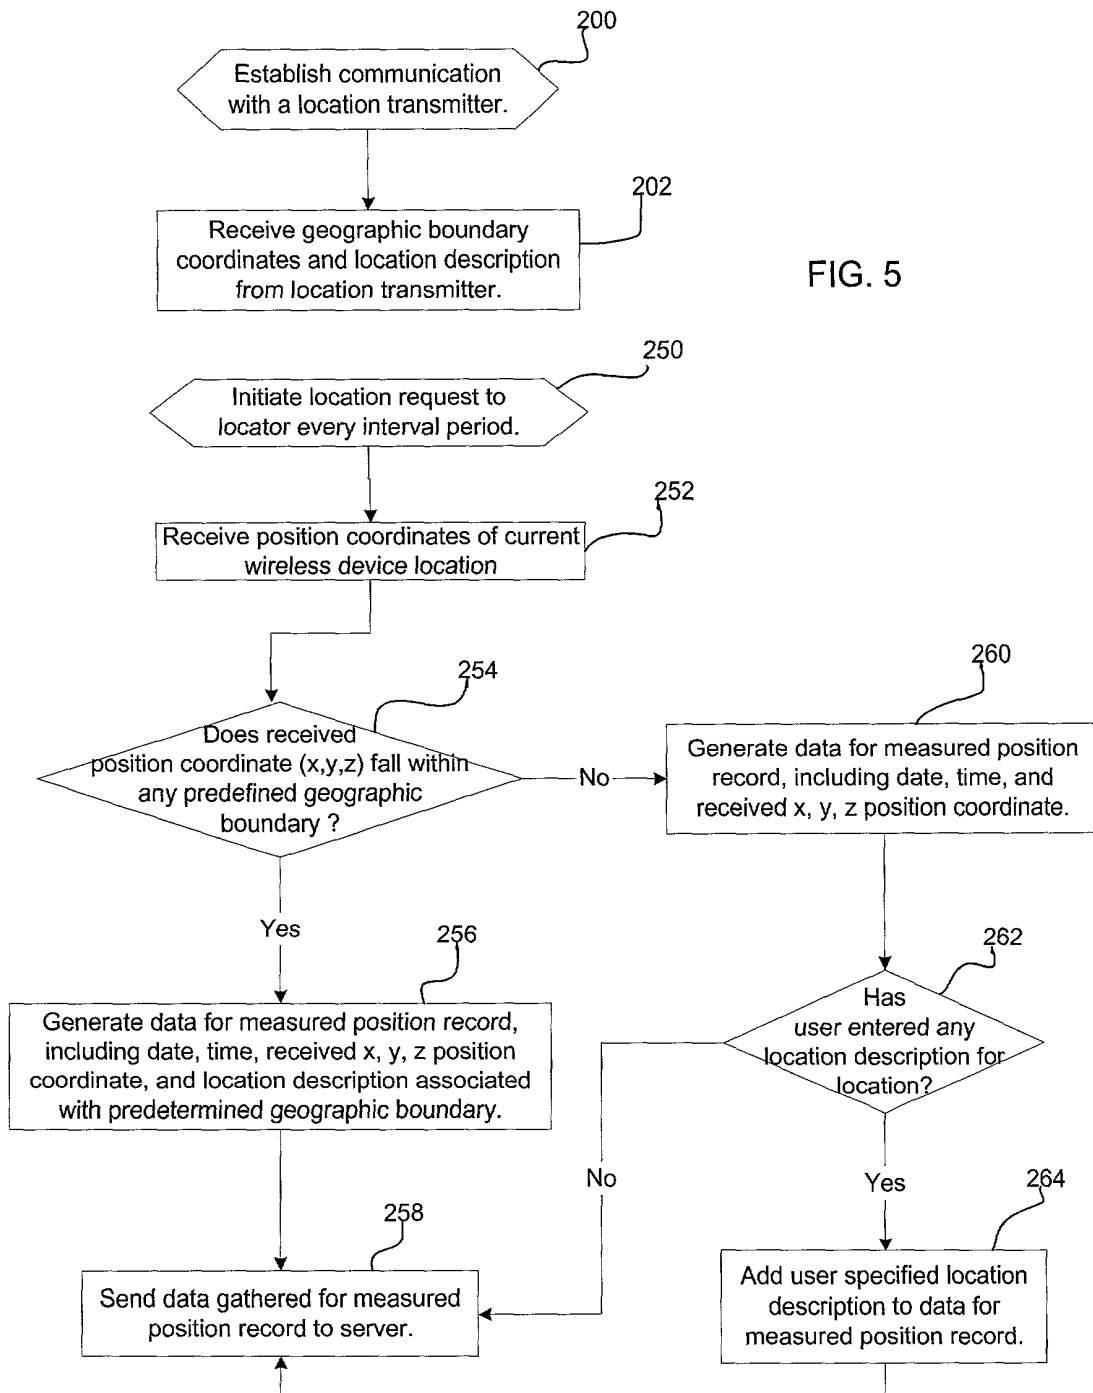 200
Establish communication
with a location transmitter.
202
Receive geographic boundary
coordinates and location description
from location transmitter.
FIG. 5
250
Initiate location request to
locator every interval period.
252
Receive position coordinates of current
wireless device location
254
Does received
position coordinate (x,y,z) fall within
any predefined geographic
boundary ?
No
260
Generate data for measured position
record, including date, time, and
received x, y, z position coordinate.
Yes
256
Generate data for measured position record,
including date, time, received x, y, z position
coordinate, and location description associated
with predetermined geographic boundary.
262
Has
user entered any
location description for
location?
No
Yes
258
Send data gathered for measured
position record to server.
264
Add user specified location
description to data for
measured position record.